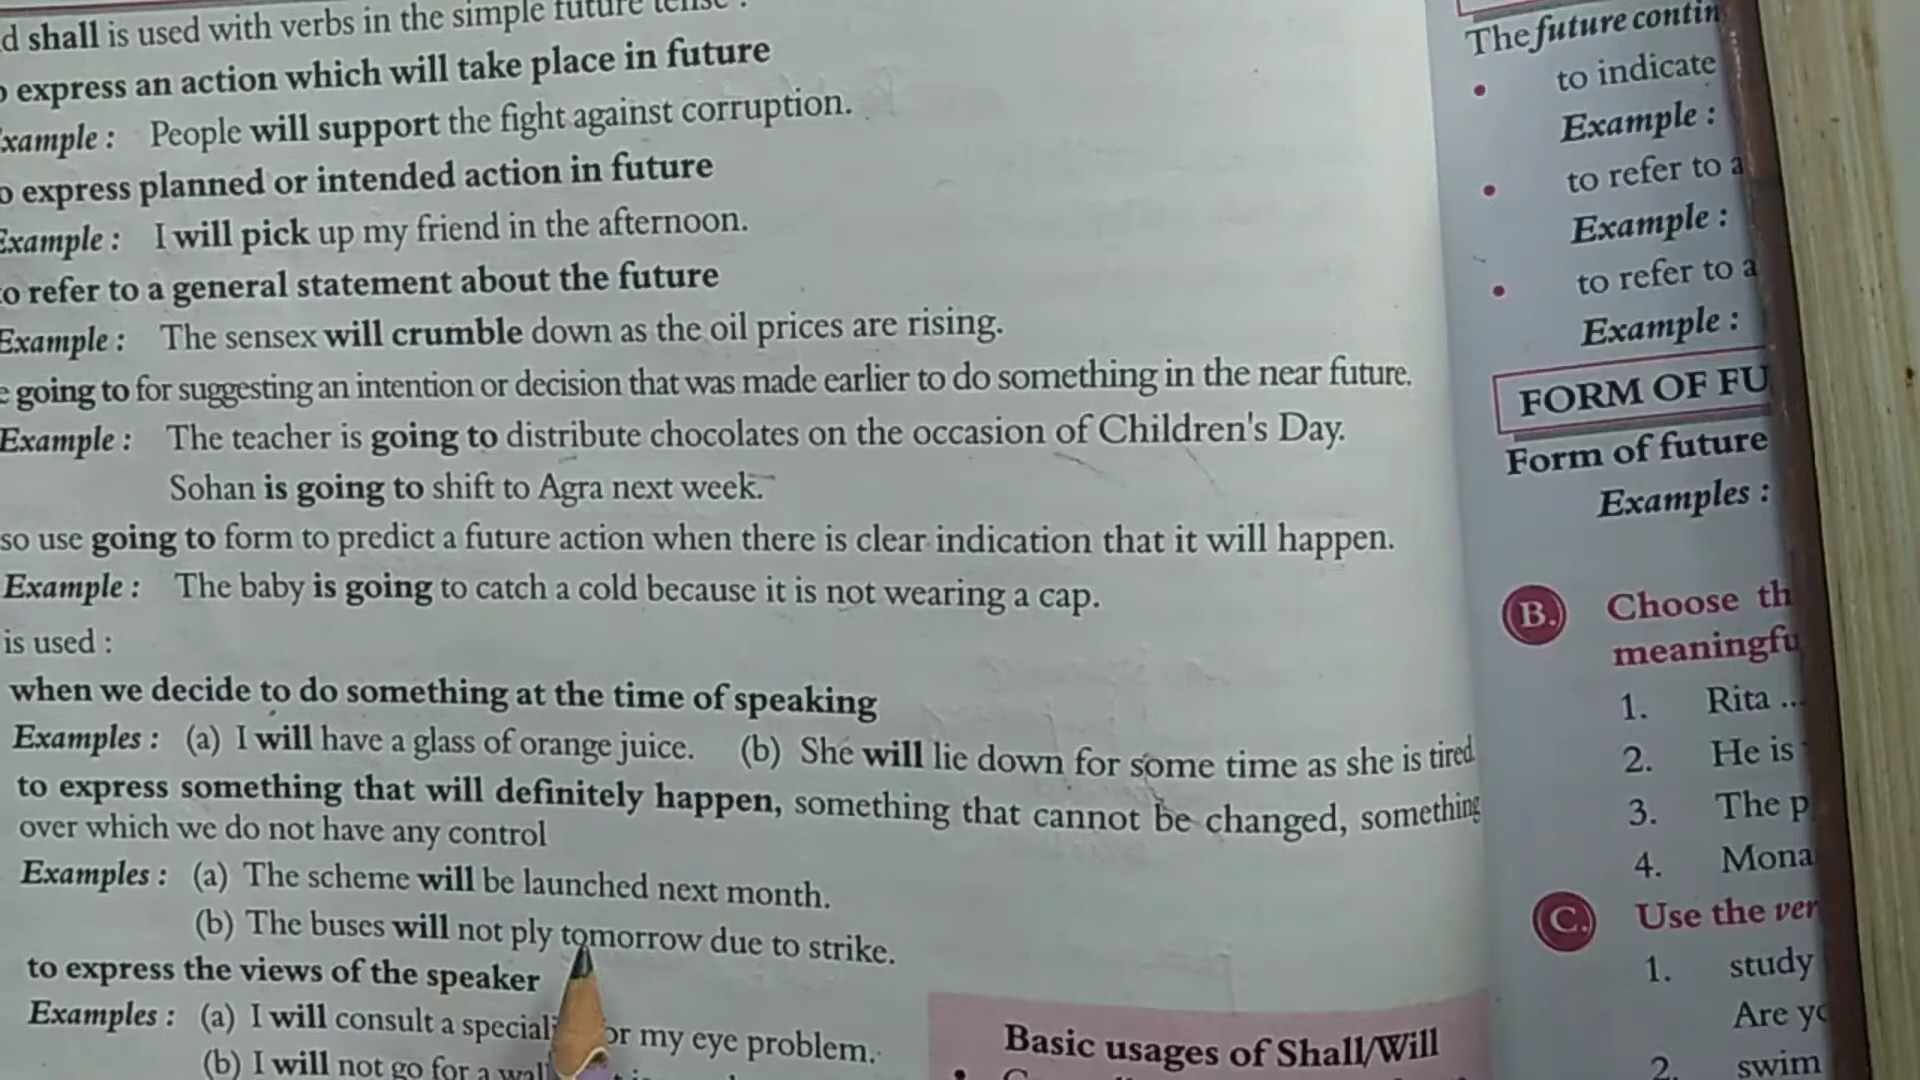 d shall is used with verbs in the simple future tense :
o express an action which will take place in future
xample : People will support the fight against corruption.
o express planned or intended action in future
Example : I will pick up my friend in the afternoon.
to refer to a general statement about the future
Example : The sensex will crumble down as the oil prices are rising.
e going to for suggesting an intention or decision that was made earlier to do something in the near future.
Example : The teacher is going to distribute chocolates on the occasion of Children's Day.
Sohan is going to shift to Agra next week.
so use going to form to predict a future action when there is clear indication that it will happen.
Example : The baby is going to catch a cold because it is not wearing a cap.
is used :
when we decide to do something at the time of speaking
Examples : (a) I will have a glass of orange juice. (b) She will lie down for some time as she is tired
to express something that will definitely happen, something that cannot be changed, something
over which we do not have any control
Examples : (a) The scheme will be launched next month.
(b) The buses will not ply tomorrow due to strike.
to express the views of the speaker
Examples : (a) I will consult a speciali or my eye problem.
(b) I will not go for a wal
Basic usages of Shall/Will
The future contin
• to indicate
Example :
• to refer to a
Example :
• to refer to a
Example :
FORM OF FU
Form of future
Examples :
B. Choose th
meaningfu
1. Rita ...
2. He is
3. The p
4. Mona
C. Use the ver
1. study
Are yo
2. swim